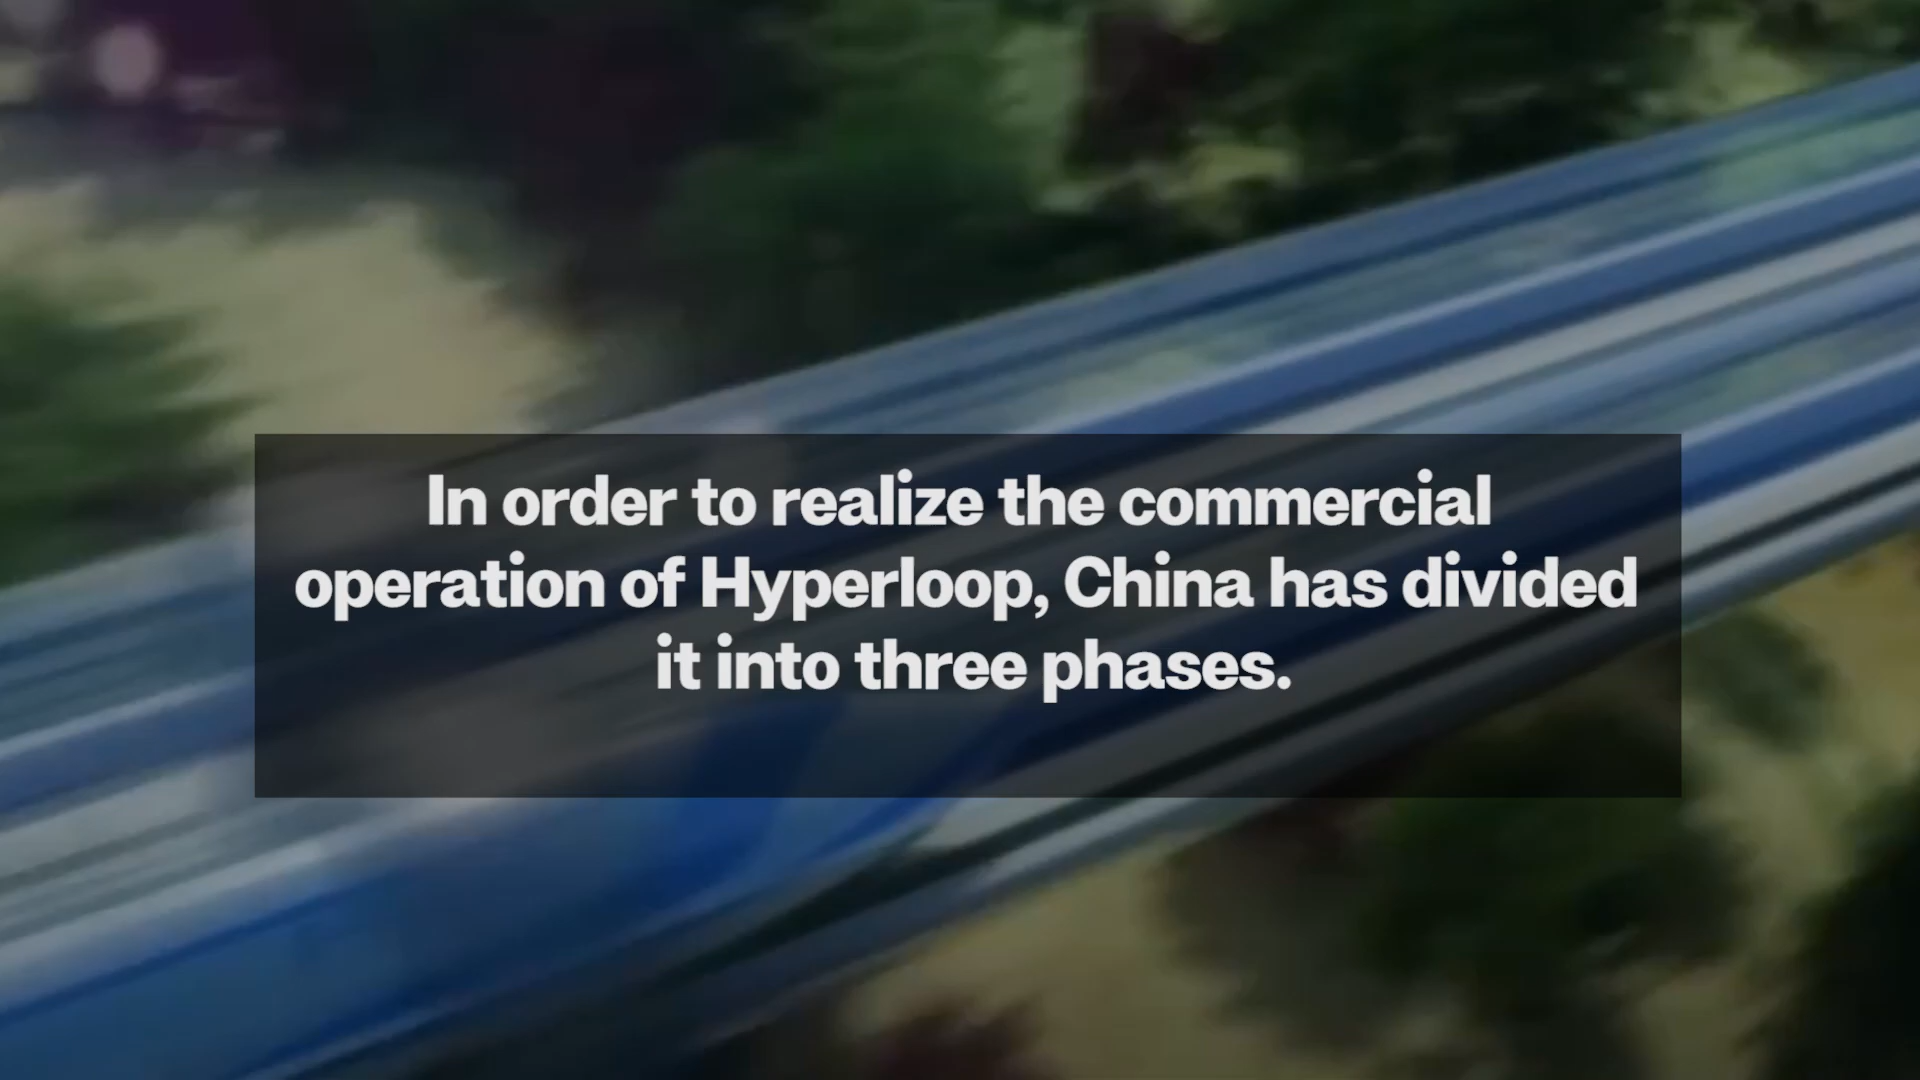 In order to realize the commercial
operation of Hyperloop, China has divided
it into three phases.